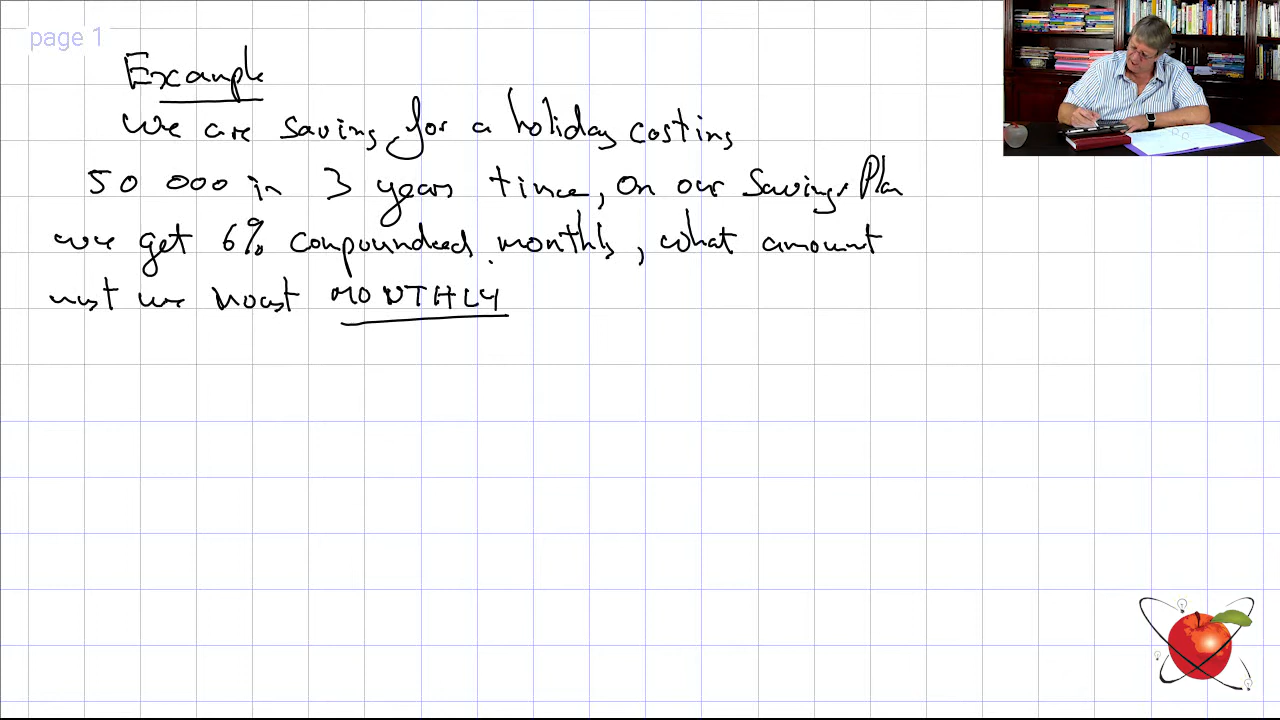 page 1
Example
we are saving for a holiday costing
50 000 in 3 years time, on our Savings Plan
we get 6% compounded monthly, what amount
must we invest MONTHLY